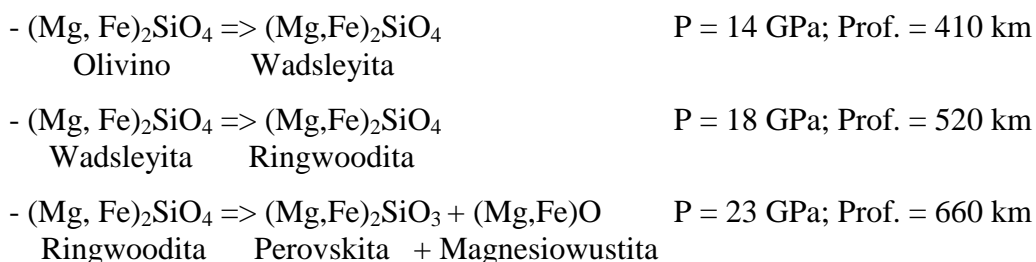 - (Mg, Fe)₂SiO₄ => (Mg,Fe)₂SiO₄ P = 14 GPa; Prof. = 410 km
Olivino Wadsleyita
- (Mg, Fe)₂SiO₄ => (Mg,Fe)₂SiO₄ P = 18 GPa; Prof. = 520 km
Wadsleyita Ringwoodita
- (Mg, Fe)₂SiO₄ => (Mg,Fe)₂SiO₃ + (Mg,Fe)O P = 23 GPa; Prof. = 660 km
Ringwoodita Perovskita + Magnesiowustita